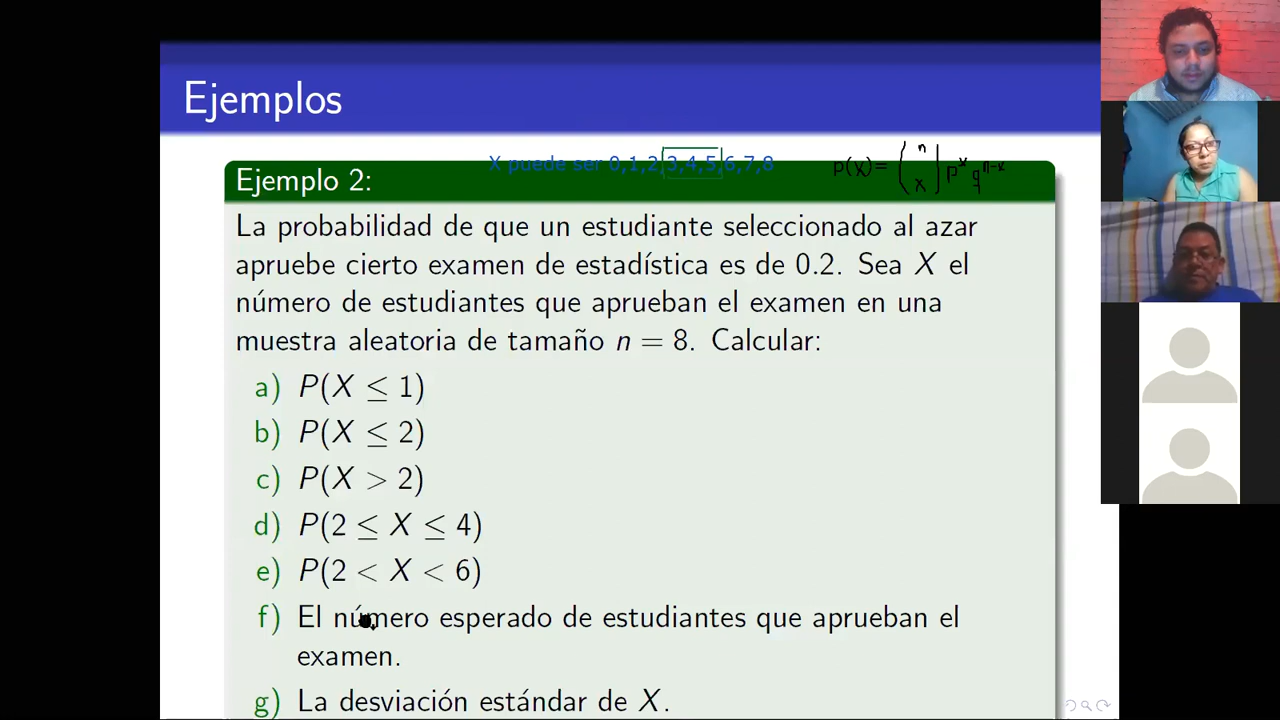 Ejemplos
X puede ser 0,1,2,3,4,5,6,7,8
p(x)= (n x) p^x q^n-x
Ejemplo 2:
La probabilidad de que un estudiante seleccionado al azar
apruebe cierto examen de estadística es de 0.2. Sea X el
número de estudiantes que aprueban el examen en una
muestra aleatoria de tamaño n = 8. Calcular:
a) P(X ≤ 1)
b) P(X ≤ 2)
c) P(X > 2)
d) P(2 ≤ X ≤ 4)
e) P(2 < X < 6)
f) El número esperado de estudiantes que aprueban el
examen.
g) La desviación estándar de X.